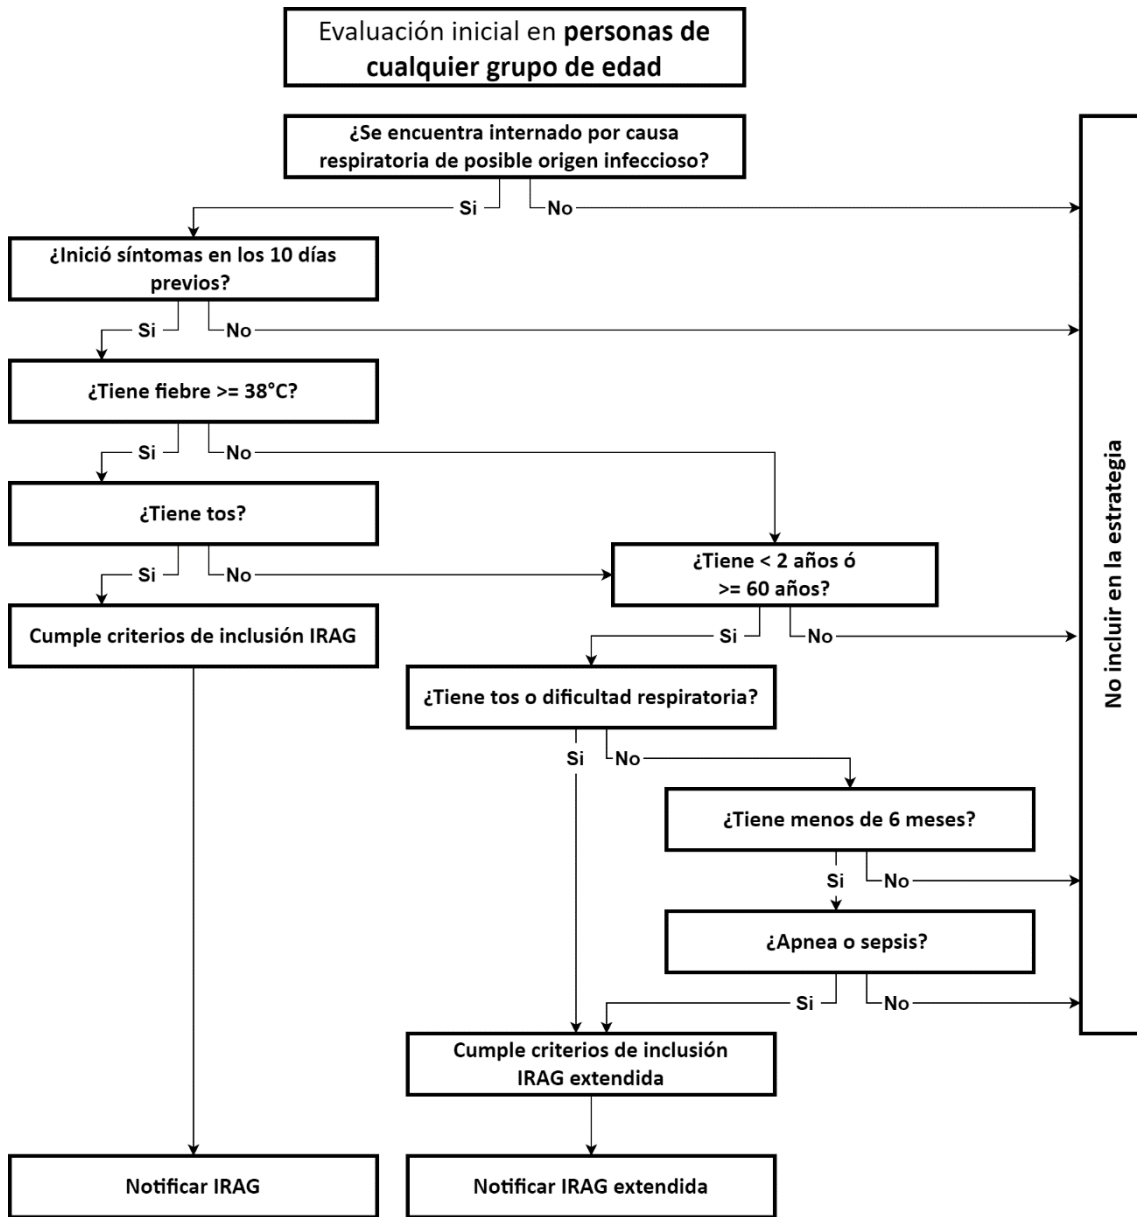 Evaluación inicial en personas de
cualquier grupo de edad
¿Se encuentra internado por causa
respiratoria de posible origen infeccioso?
Si
No
¿Inició síntomas en los 10 días
previos?
Si
No
¿Tiene fiebre >= 38°C?
Si
No
¿Tiene tos?
Si
No
¿Tiene < 2 años ó
>= 60 años?
Si
No
Cumple criterios de inclusión IRAG
¿Tiene tos o dificultad respiratoria?
Si
No
¿Tiene menos de 6 meses?
Si
No
¿Apnea o sepsis?
Si
No
Cumple criterios de inclusión
IRAG extendida
Notificar IRAG
Notificar IRAG extendida
No incluir en la estrategia